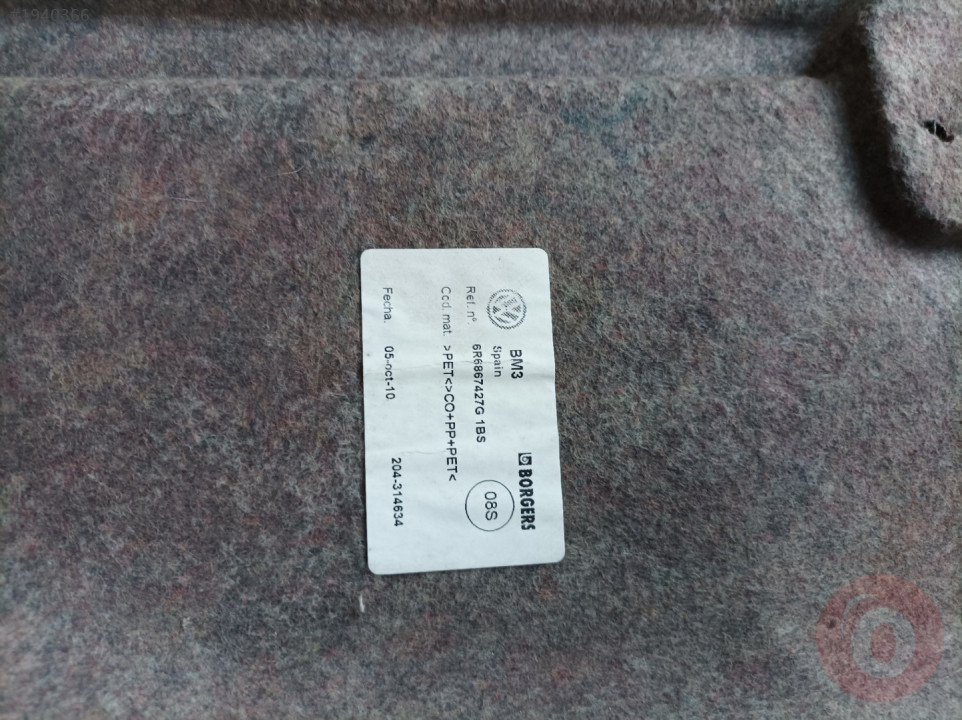 BM3
BORGERS
Spain
Ref. nº 6R6867427G 1BS
08S
Cod. mat. >PET<>CO+PP+PET<
Fecha. 05-oct-10 204-314634